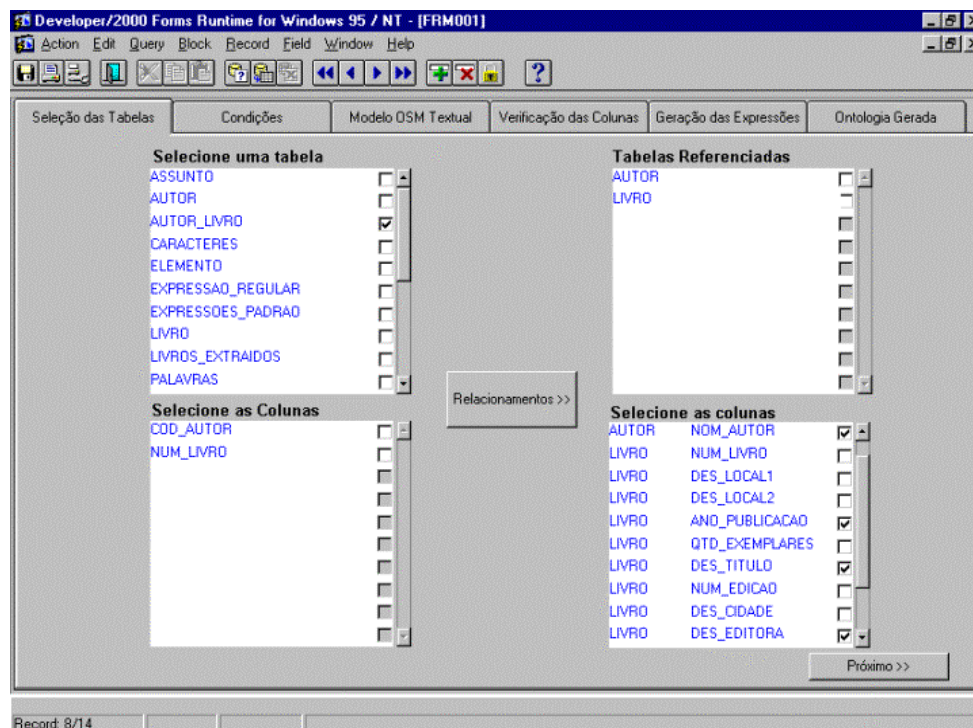 Developer/2000 Forms Runtime for Windows 95 / NT - [FRM001]
Action Edit Query Block Record Field Window Help
Seleção das Tabelas Condições Modelo OSM Textual Verificação das Colunas Geração das Expressões Ontologia Gerada
Selecione uma tabela
ASSUNTO
AUTOR
AUTOR_LIVRO
CARACTERES
ELEMENTO
EXPRESSAO_REGULAR
EXPRESSOES_PADRAO
LIVRO
LIVROS_EXTRAIDOS
PALAVRAS
Tabelas Referenciadas
AUTOR
LIVRO
Relacionamentos >>
Selecione as Colunas
COD_AUTOR
NUM_LIVRO
Selecione as colunas
AUTOR NOM_AUTOR
LIVRO NUM_LIVRO
LIVRO DES_LOCAL1
LIVRO DES_LOCAL2
LIVRO ANO_PUBLICACAO
LIVRO QTD_EXEMPLARES
LIVRO DES_TITULO
LIVRO NUM_EDICAO
LIVRO DES_CIDADE
LIVRO DES_EDITORA
Próximo >>
Record: 8/14